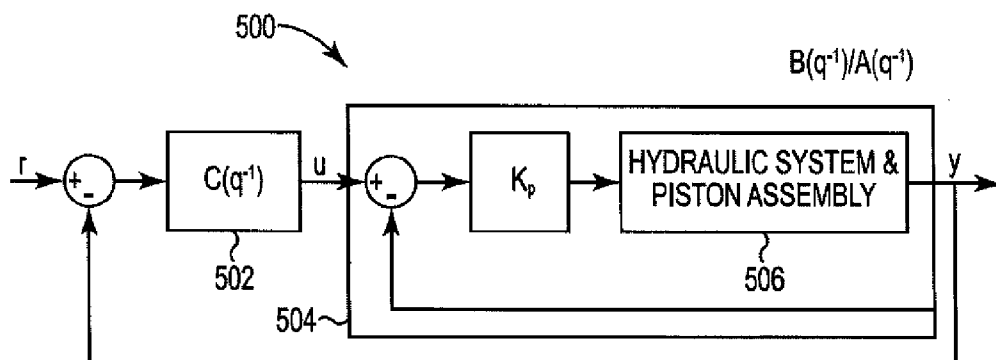 500
B(q⁻¹)/A(q⁻¹)
r
+
-
C(q⁻¹)
u
+
-
Kₚ
HYDRAULIC SYSTEM &
PISTON ASSEMBLY
y
502
506
504